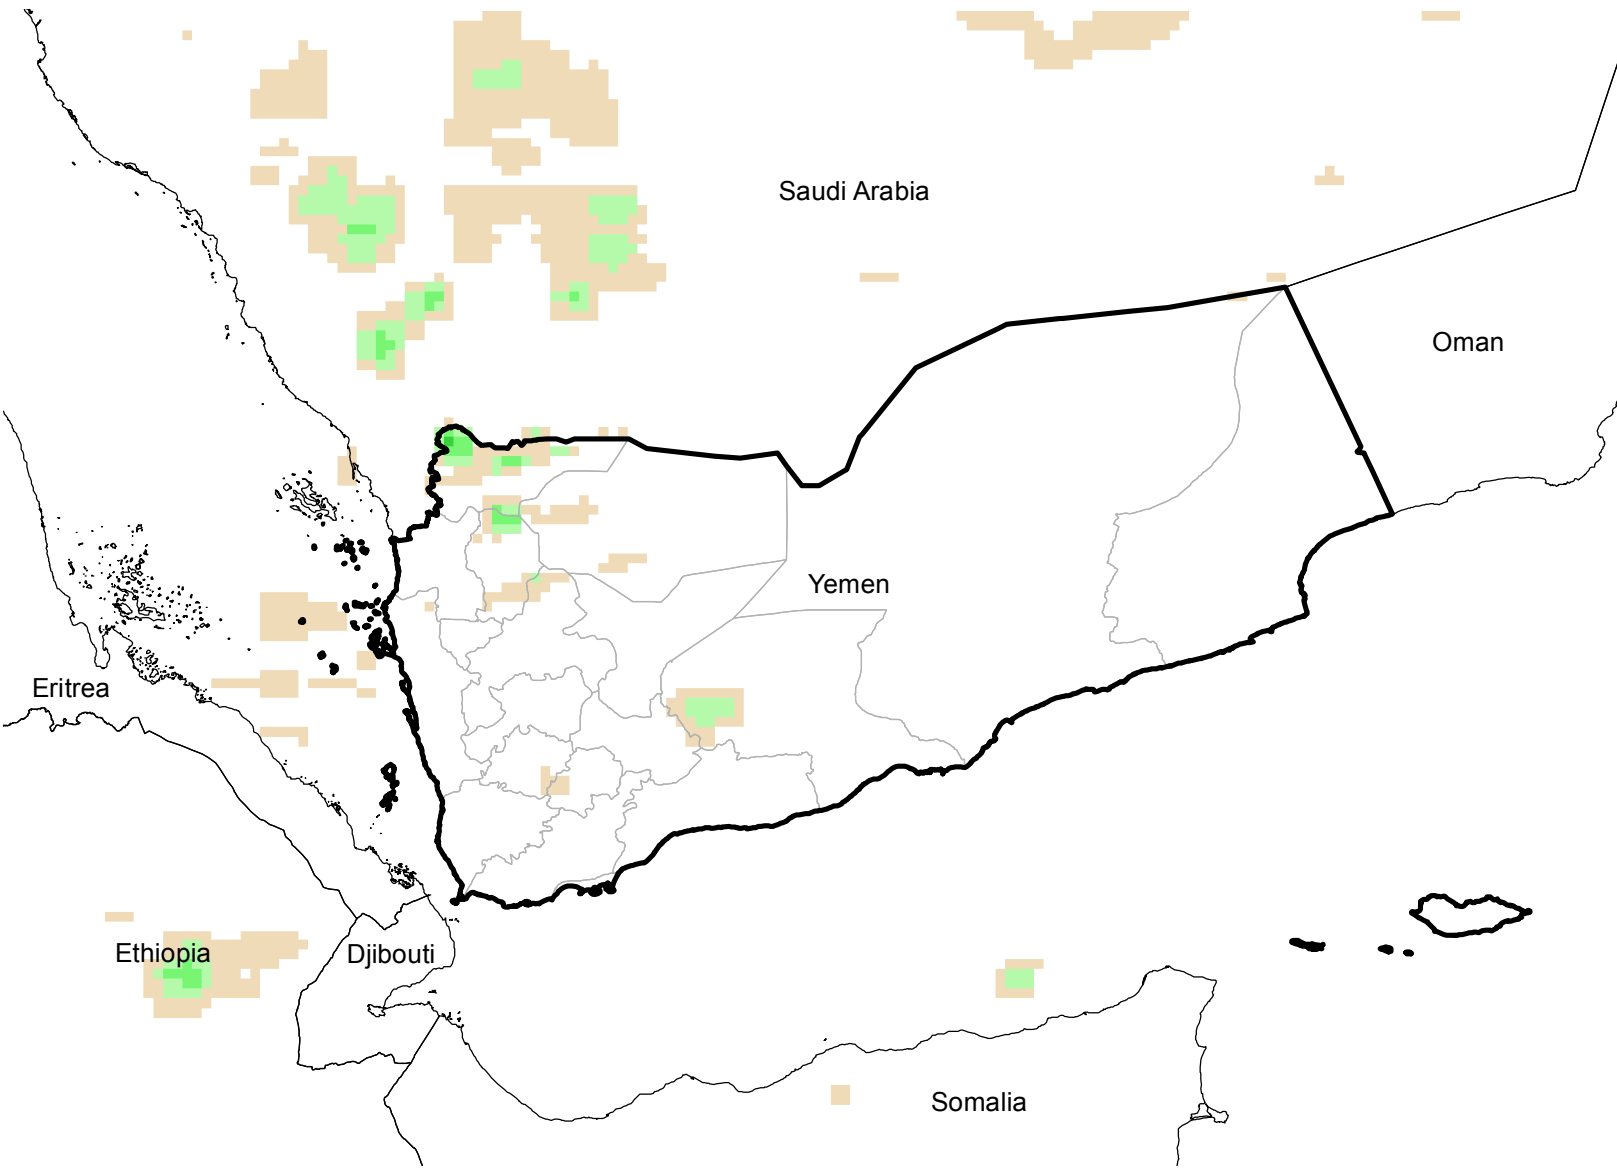 Saudi Arabia
Oman
Yemen
Eritrea
Ethiopia
Djibouti
Somalia